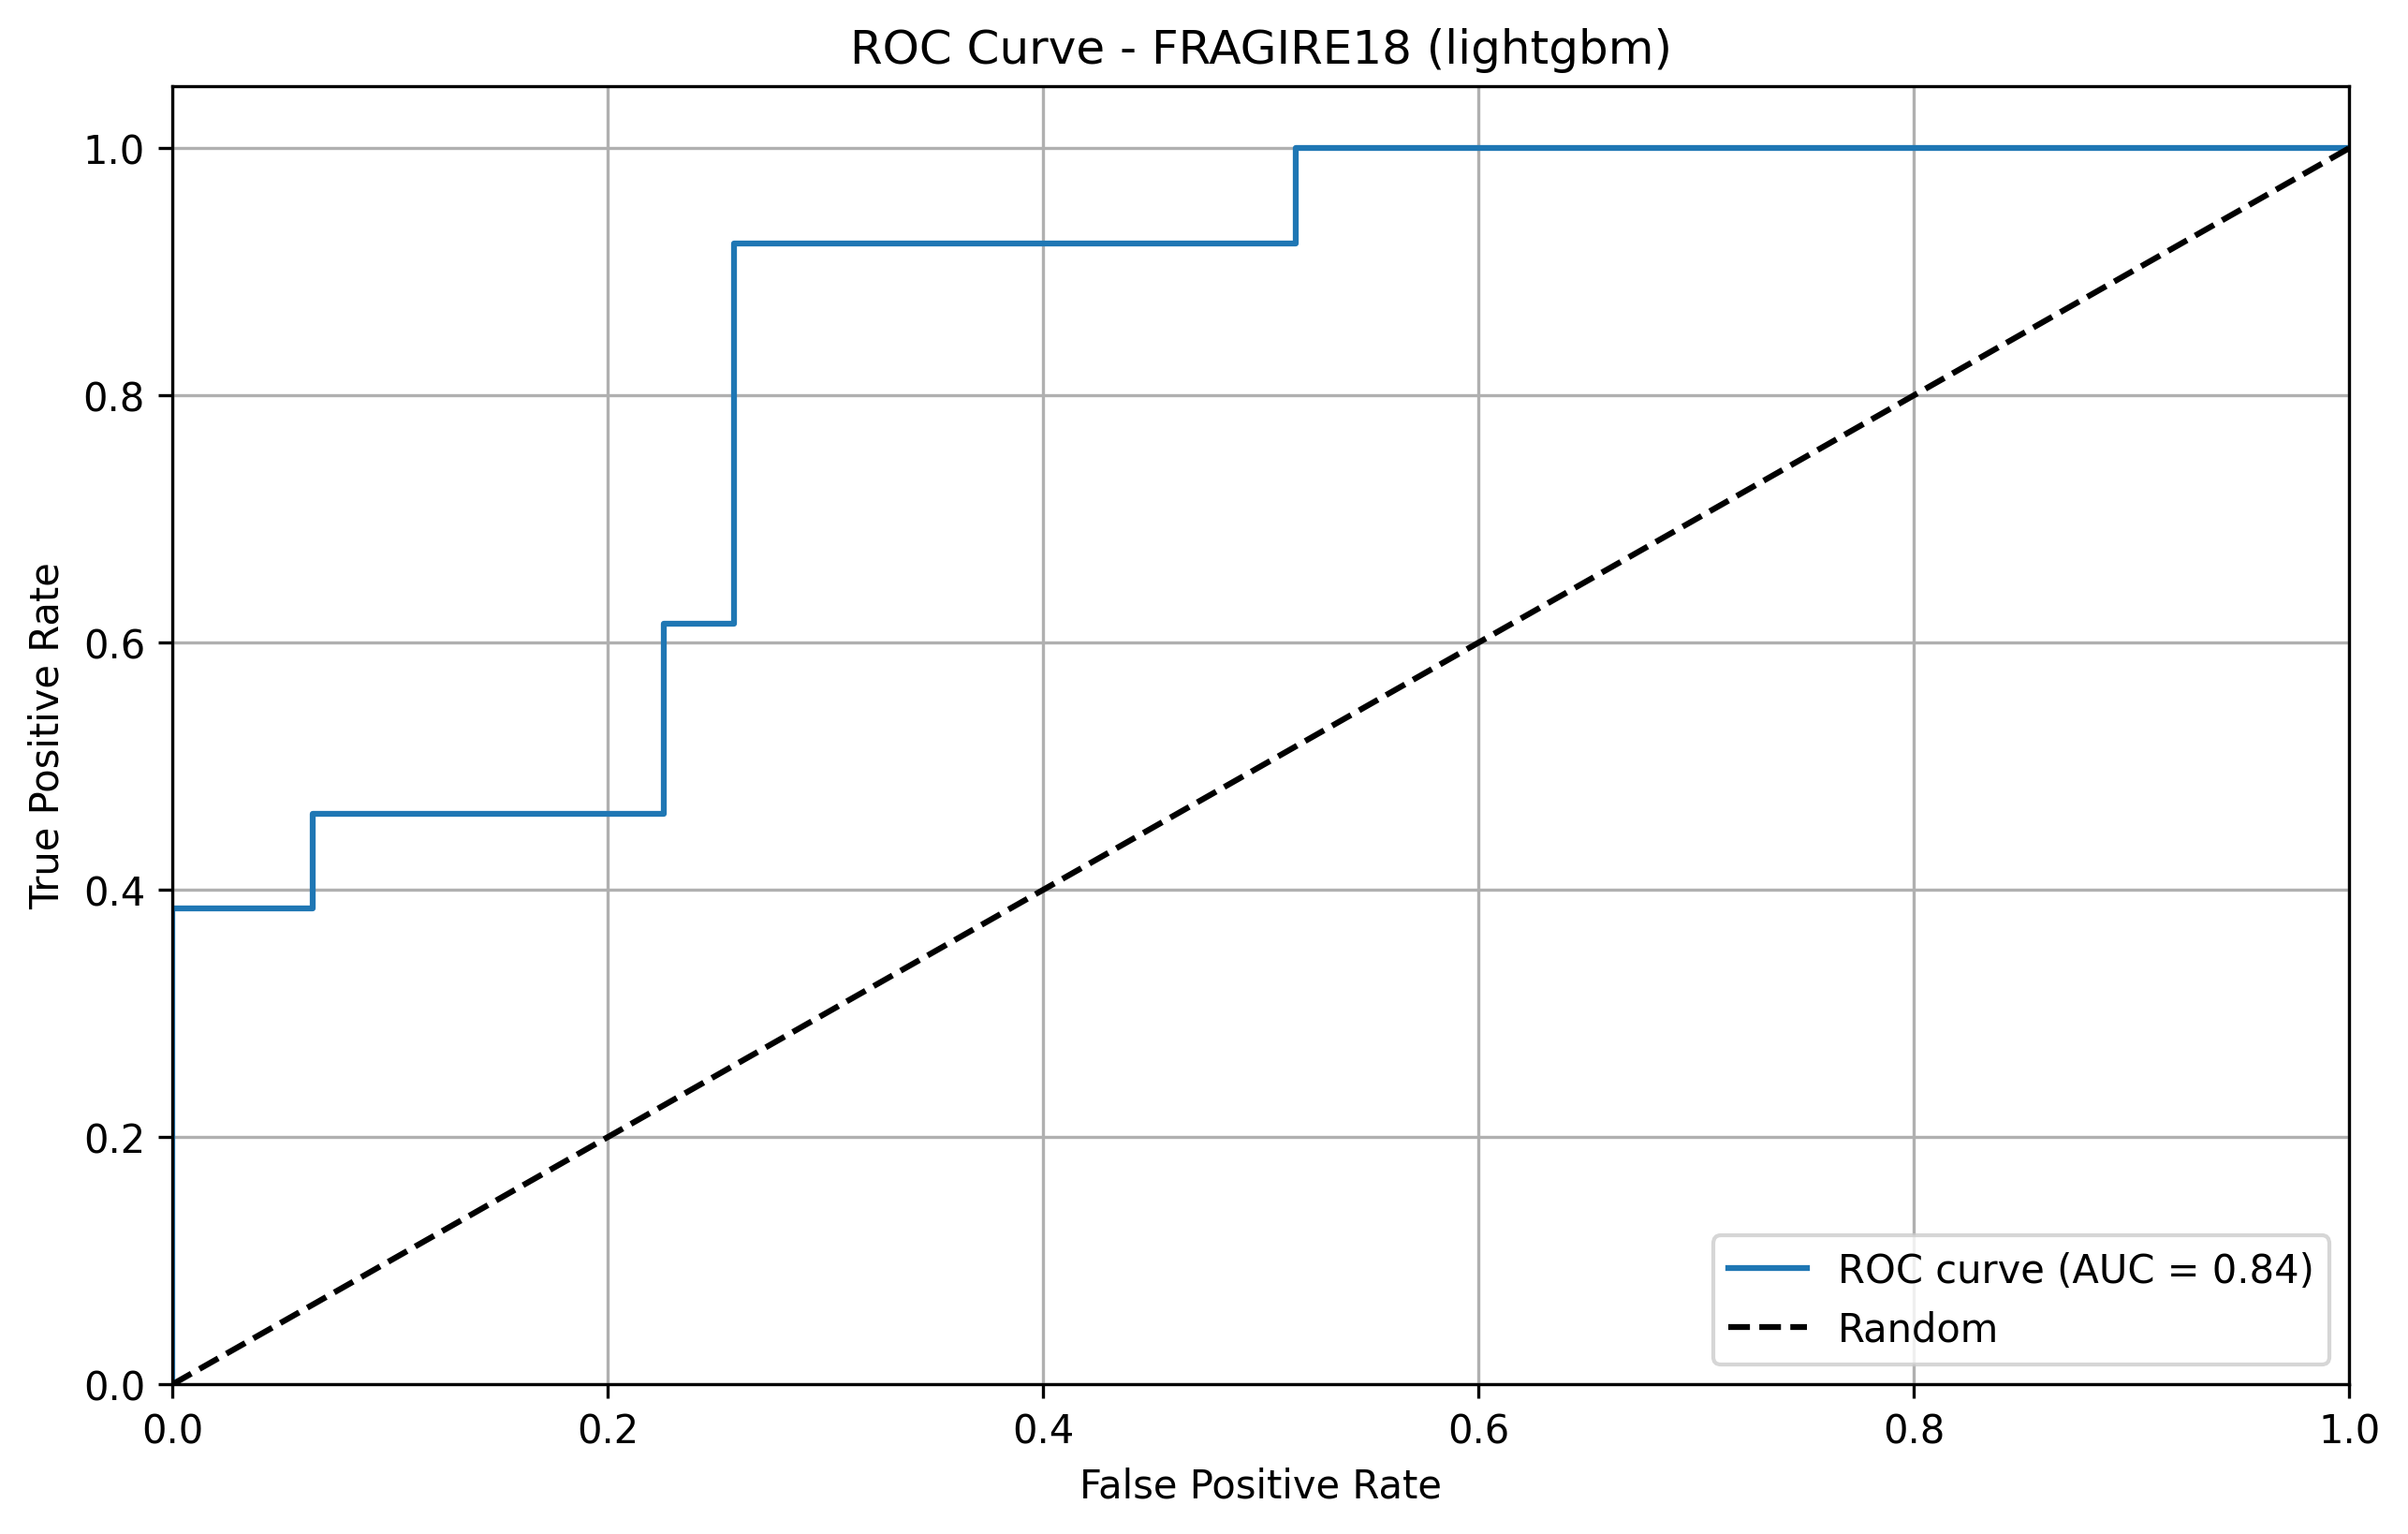 ROC Curve - FRAGIRE18 (lightgbm)
1.0
0.8
0.6
0.4
0.2
0.0
True Positive Rate
0.0 0.2 0.4 0.6 0.8 1.0
False Positive Rate
ROC curve (AUC = 0.84)
Random